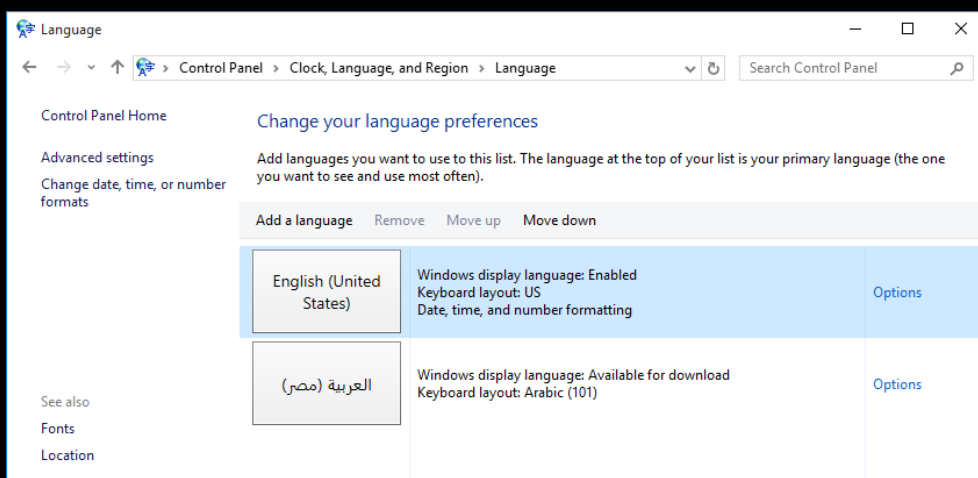 Language
Control Panel > Clock, Language, and Region > Language
Search Control Panel
Control Panel Home
Advanced settings
Change date, time, or number
formats
See also
Fonts
Location
Change your language preferences
Add languages you want to use to this list. The language at the top of your list is your primary language (the one
you want to see and use most often).
Add a language Remove Move up Move down
English (United
States)
Windows display language: Enabled
Keyboard layout: US
Date, time, and number formatting
Options
العربية (مصر)
Windows display language: Available for download
Keyboard layout: Arabic (101)
Options